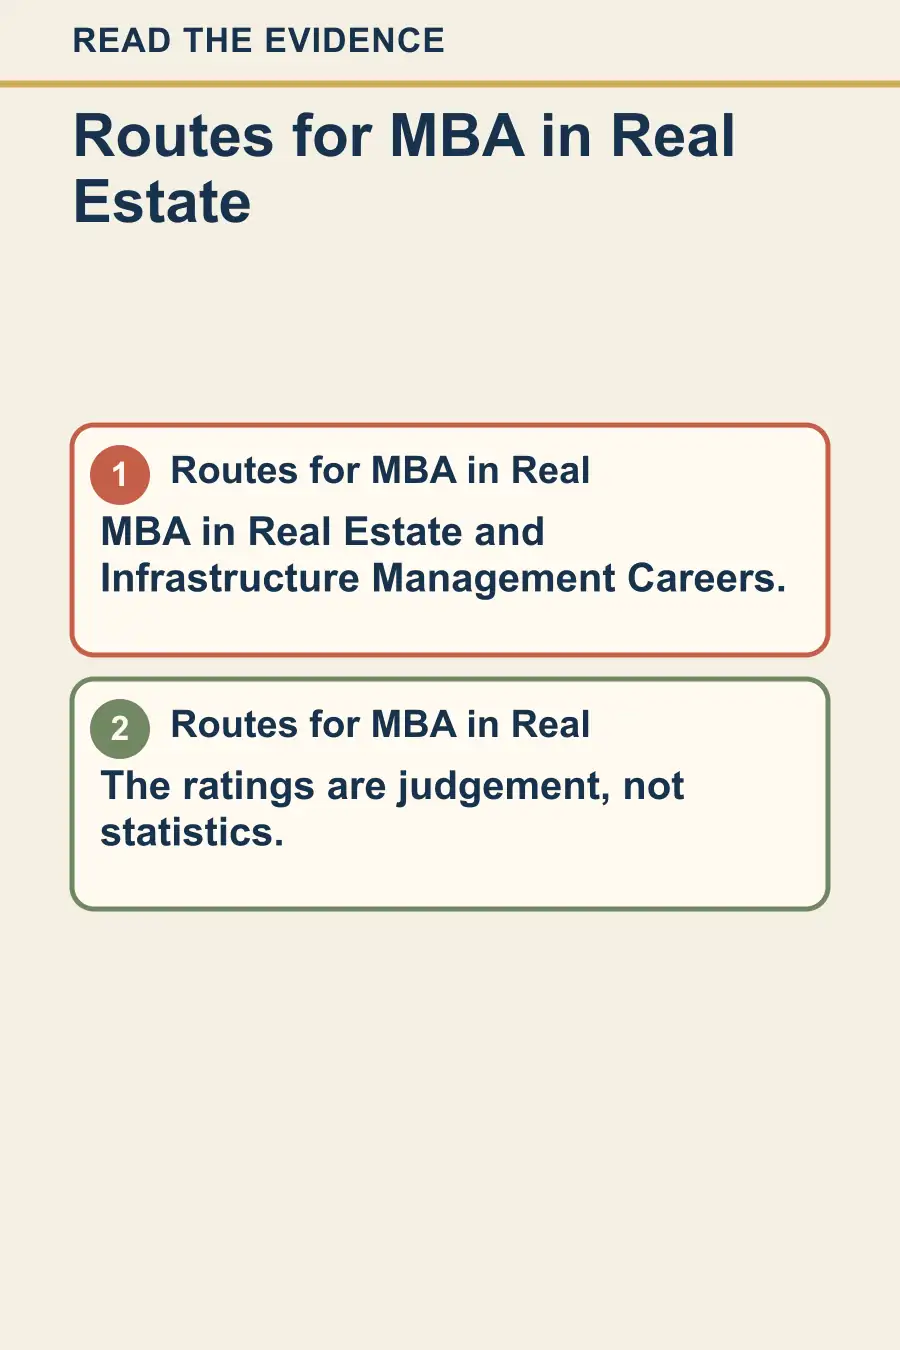 READ THE EVIDENCE
Routes for MBA in Real
Estate
1 Routes for MBA in Real
MBA in Real Estate and
Infrastructure Management Careers.
2 Routes for MBA in Real
The ratings are judgement, not
statistics.